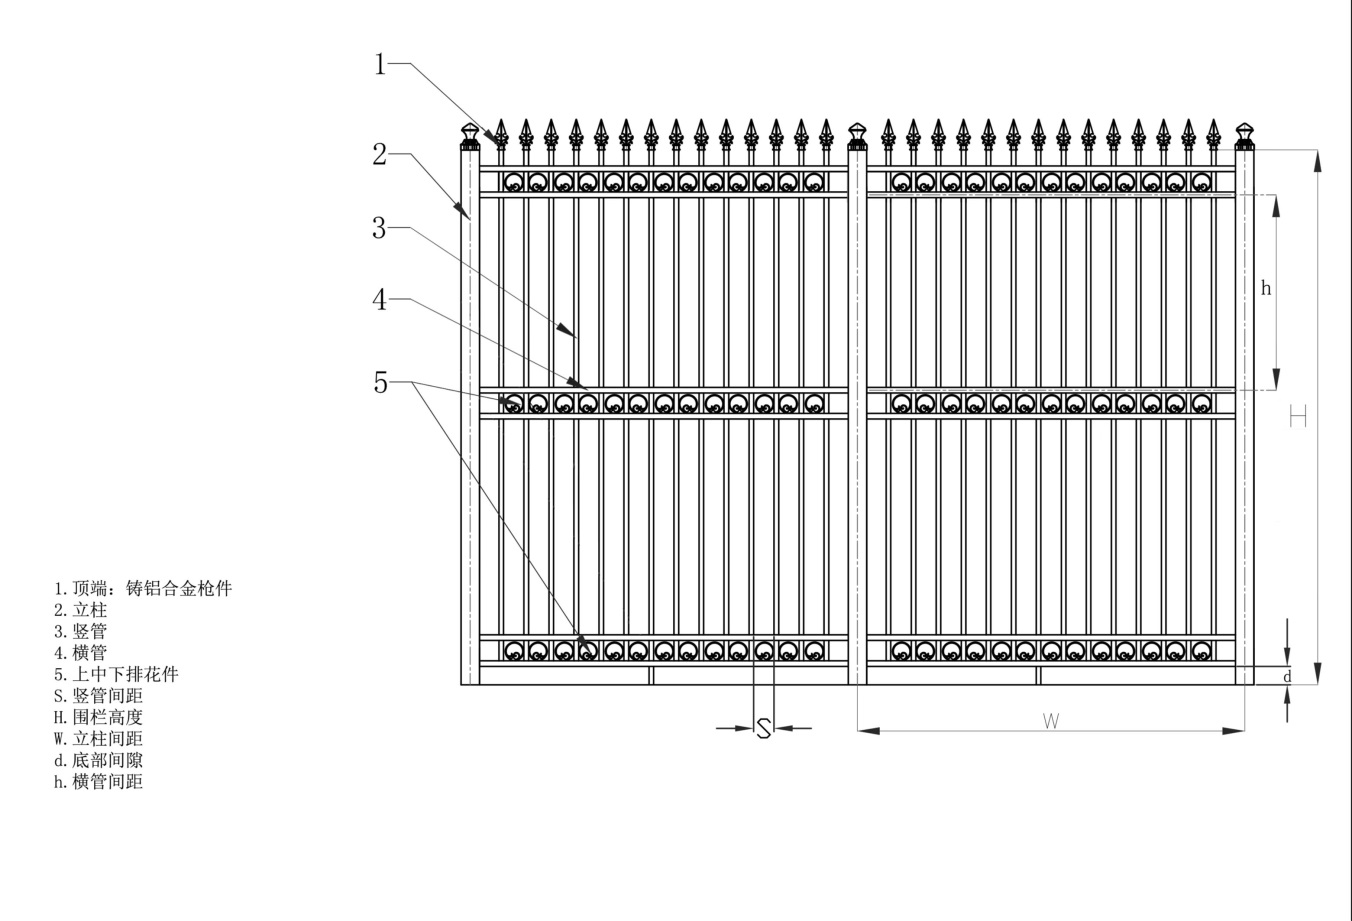 1
2
3
4
5
h
H
d
S
W
1.顶端：铸铝合金枪件
2.立柱
3.竖管
4.横管
5.上中下排花件
S.竖管间距
H.围栏高度
W.立柱间距
d.底部间隙
h.横管间距